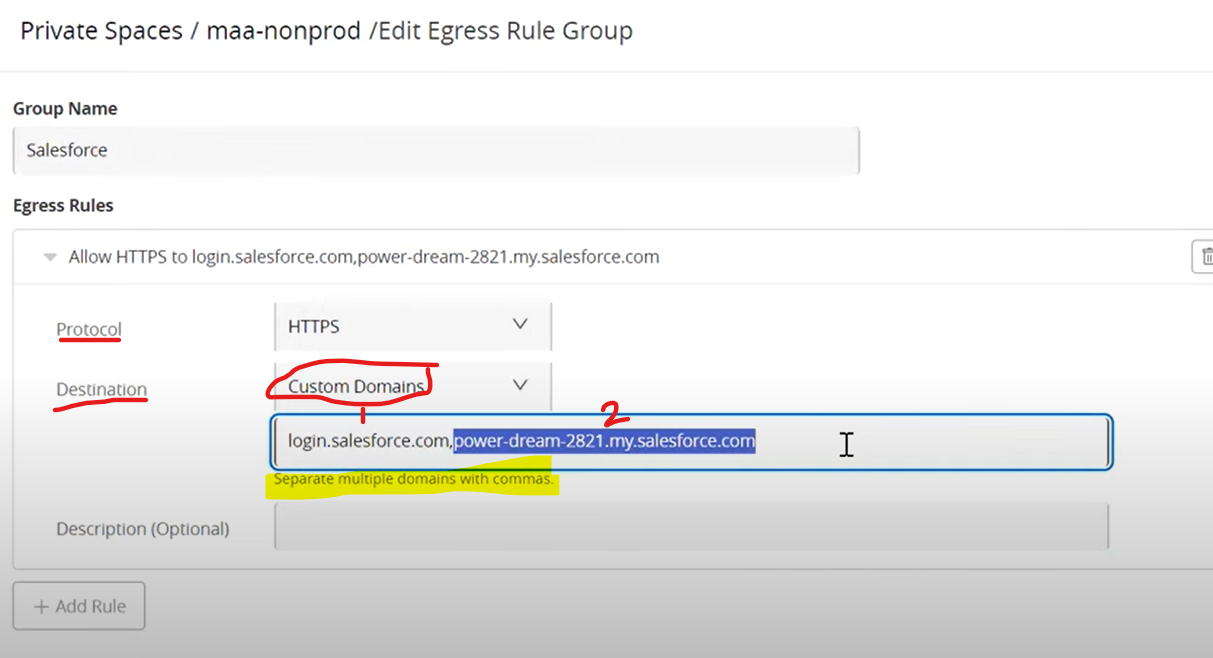 Private Spaces / maa-nonprod /Edit Egress Rule Group
Group Name
Salesforce
Egress Rules
Allow HTTPS to login.salesforce.com,power-dream-2821.my.salesforce.com
Protocol
HTTPS
Destination
Custom Domains
1
2
login.salesforce.com,power-dream-2821.my.salesforce.com
Separate multiple domains with commas.
Description (Optional)
+ Add Rule